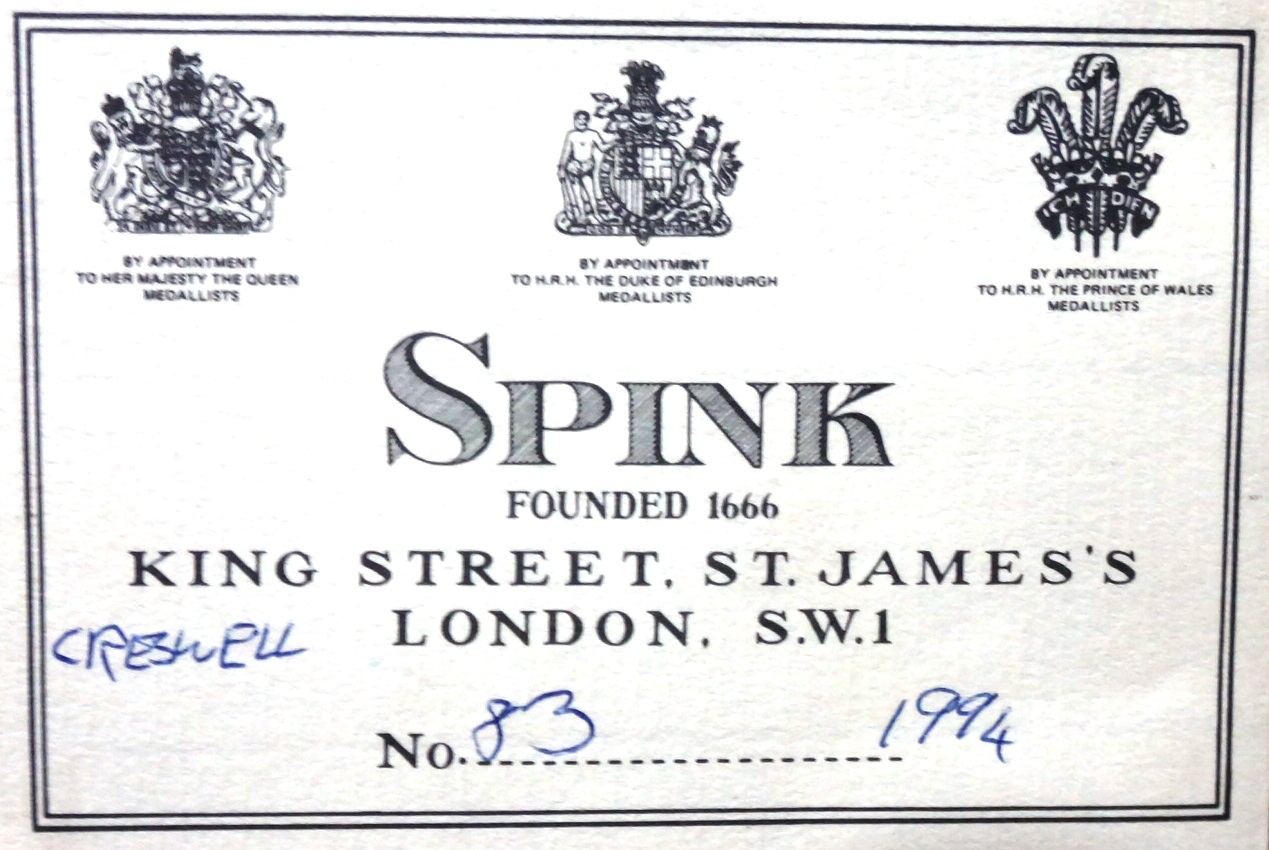 BY APPOINTMENT
TO HER MAJESTY THE QUEEN
MEDALLISTS
BY APPOINTMENT
TO H.R.H. THE DUKE OF EDINBURGH
MEDALLISTS
ICH DIEN
BY APPOINTMENT
TO H.R.H. THE PRINCE OF WALES
MEDALLISTS
SPINK
FOUNDED 1666
KING STREET, ST. JAMES'S
LONDON, S.W.1
CRESWELL
No. 83 1994